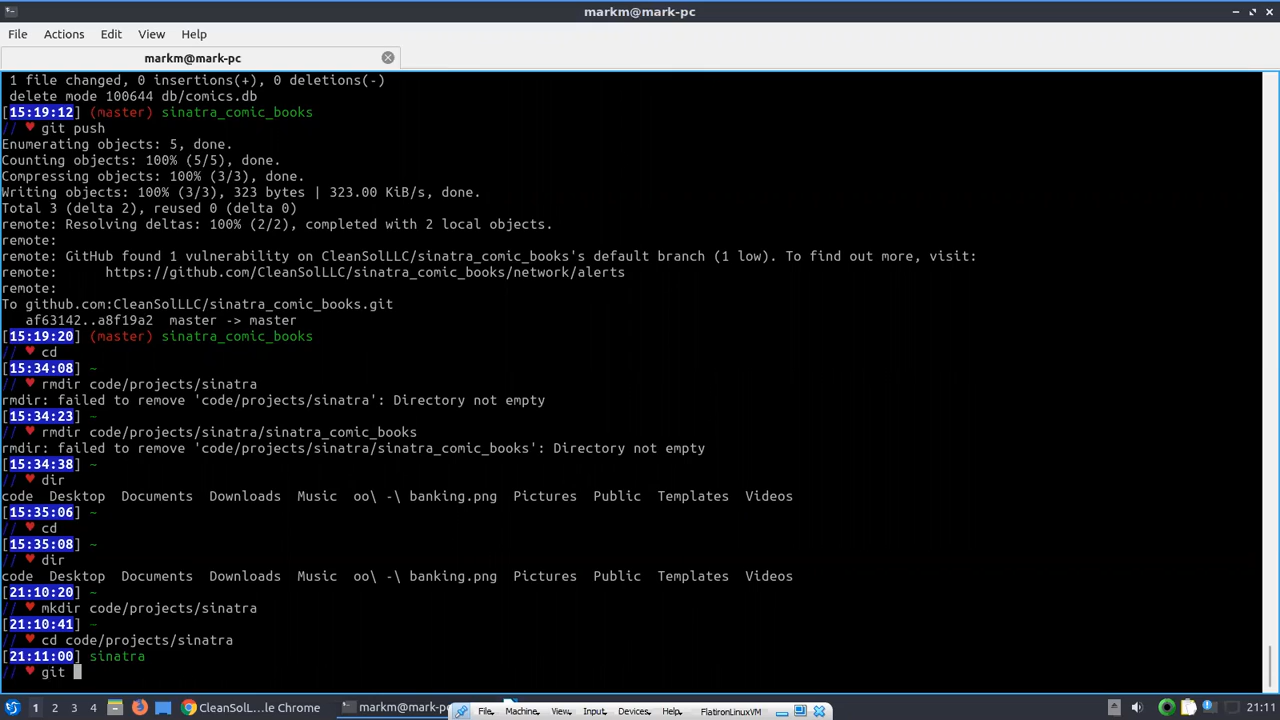 markm@mark-pc
File Actions Edit View Help
markm@mark-pc
1 file changed, 0 insertions(+), 0 deletions(-)
delete mode 100644 db/comics.db
[15:19:12] (master) sinatra_comic_books
// ♥ git push
Enumerating objects: 5, done.
Counting objects: 100% (5/5), done.
Compressing objects: 100% (3/3), done.
Writing objects: 100% (3/3), 323 bytes | 323.00 KiB/s, done.
Total 3 (delta 2), reused 0 (delta 0)
remote: Resolving deltas: 100% (2/2), completed with 2 local objects.
remote:
remote: GitHub found 1 vulnerability on CleanSolLLC/sinatra_comic_books's default branch (1 low). To find out more, visit:
remote:      https://github.com/CleanSolLLC/sinatra_comic_books/network/alerts
remote:
To github.com:CleanSolLLC/sinatra_comic_books.git
   af63142..a8f19a2  master -> master
[15:19:20] (master) sinatra_comic_books
// ♥ cd
[15:34:08] ~
// ♥ rmdir code/projects/sinatra
rmdir: failed to remove 'code/projects/sinatra': Directory not empty
[15:34:23] ~
// ♥ rmdir code/projects/sinatra/sinatra_comic_books
rmdir: failed to remove 'code/projects/sinatra/sinatra_comic_books': Directory not empty
[15:34:38] ~
// ♥ dir
code  Desktop  Documents  Downloads  Music  oo\ -\ banking.png  Pictures  Public  Templates  Videos
[15:35:06] ~
// ♥ cd
[15:35:08] ~
// ♥ dir
code  Desktop  Documents  Downloads  Music  oo\ -\ banking.png  Pictures  Public  Templates  Videos
[21:10:20] ~
// ♥ mkdir code/projects/sinatra
[21:10:41] ~
// ♥ cd code/projects/sinatra
[21:11:00] sinatra
// ♥ git
1 2 3 4 CleanSolL...le Chrome markm@mark-pc File Machine View Input Devices Help FlatironLinuxVM 21:11